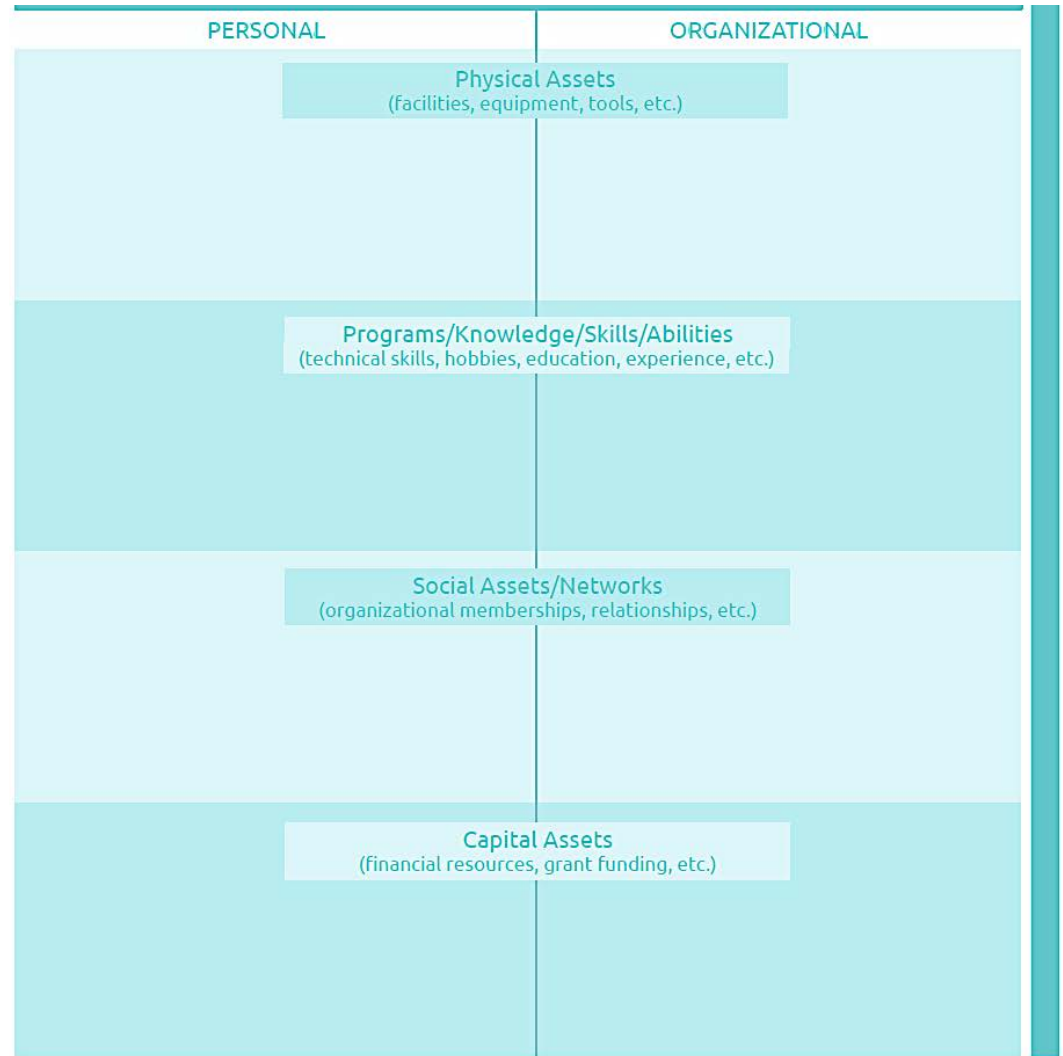 PERSONAL
ORGANIZATIONAL
Physical Assets
(facilities, equipment, tools, etc.)
Programs/Knowledge/Skills/Abilities
(technical skills, hobbies, education, experience, etc.)
Social Assets/Networks
(organizational memberships, relationships, etc.)
Capital Assets
(financial resources, grant funding, etc.)